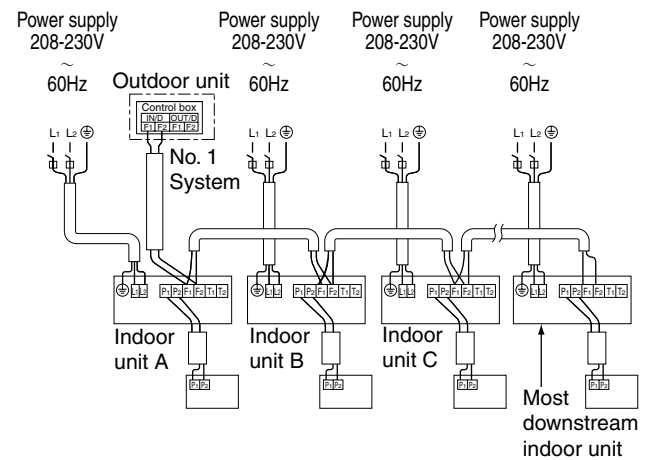 Power supply
208-230V
~
60Hz
Power supply
208-230V
~
60Hz
Power supply
208-230V
~
60Hz
Power supply
208-230V
~
60Hz
Outdoor unit
Control box
IN/D OUT/D
F1 F2 F1 F2
L1 L2
L1 L2
L1 L2
L1 L2
No. 1
System
L1 L2
P1 P2 F1 F2 T1 T2
L1 L2
P1 P2 F1 F2 T1 T2
L1 L2
P1 P2 F1 F2 T1 T2
L1 L2
P1 P2 F1 F2 T1 T2
Indoor
unit A
Indoor
unit B
Indoor
unit C
P1 P2
P1 P2
P1 P2
P1 P2
Most
downstream
indoor unit